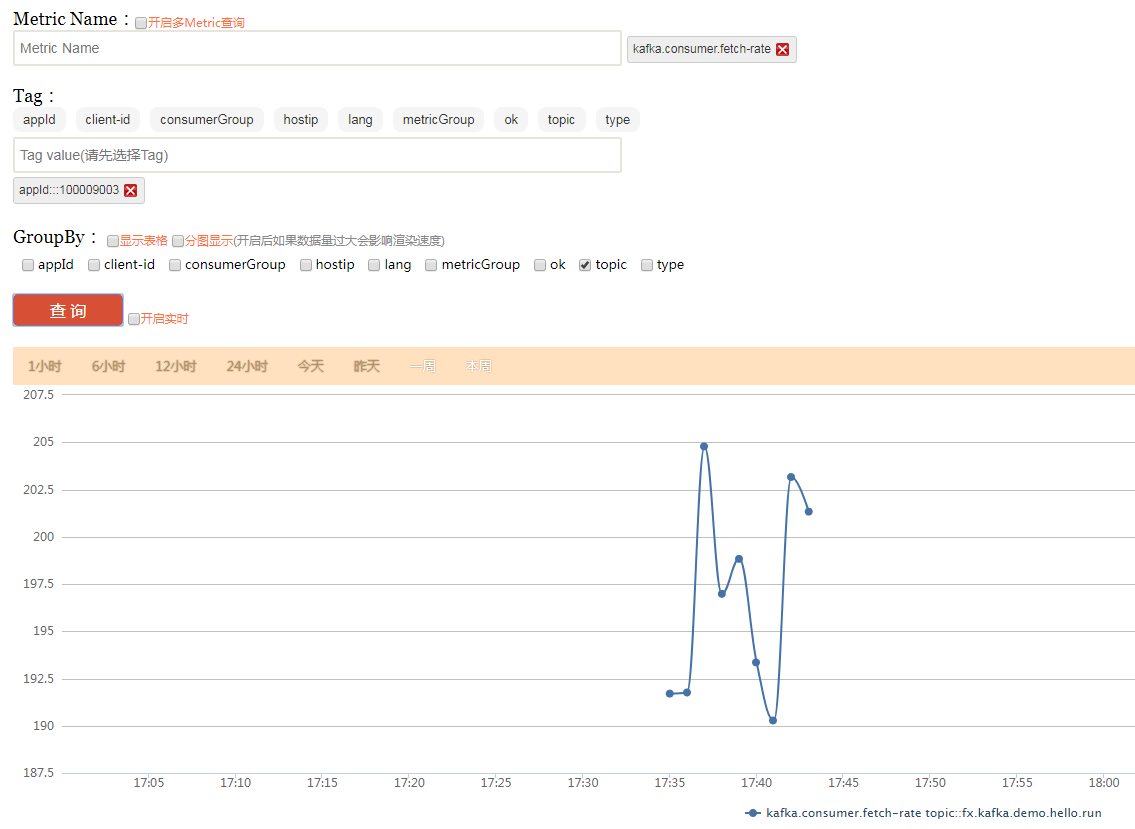 Metric Name： 开启多Metric查询
Metric Name kafka.consumer.fetch-rate
Tag：
appId client-id consumerGroup hostip lang metricGroup ok topic type
Tag value(请先选择Tag)
appId:::100009003
GroupBy： 显示表格 分图显示(开启后如果数据量过大会影响渲染速度)
appId client-id consumerGroup hostip lang metricGroup ok topic type
查 询 开启实时
1小时 6小时 12小时 24小时 今天 昨天 一周 本周
207.5
205
202.5
200
197.5
195
192.5
190
187.5
17:05 17:10 17:15 17:20 17:25 17:30 17:35 17:40 17:45 17:50 17:55 18:00
kafka.consumer.fetch-rate topic::fx.kafka.demo.hello.run